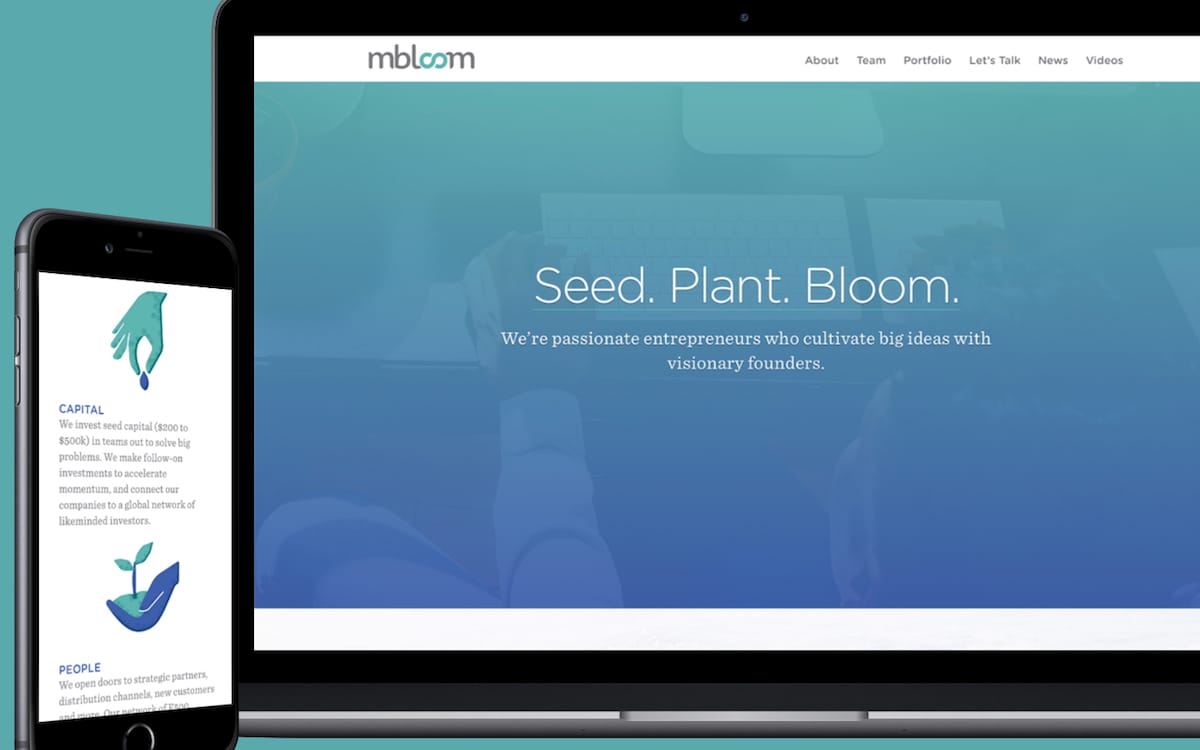 mbloom
About Team Portfolio Let's Talk News Videos
Seed. Plant. Bloom.
We're passionate entrepreneurs who cultivate big ideas with
visionary founders.
CAPITAL
We invest seed capital ($200 to
$500k) in teams out to solve big
problems. We make follow-on
investments to accelerate
momentum, and connect our
companies to a global network of
likeminded investors.
PEOPLE
We open doors to strategic partners,
distribution channels, new customers
and more. Our network of F500